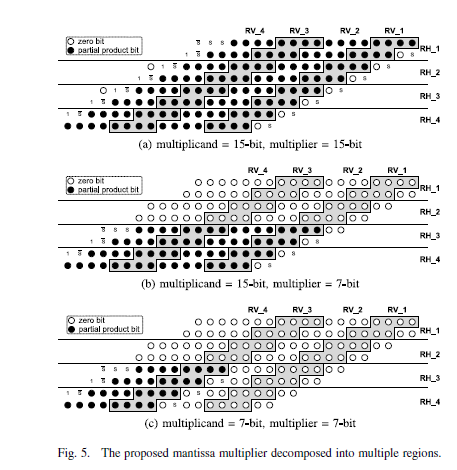 RV_4 RV_3 RV_2 RV_1
zero bit
partial product bit
RH_1
RH_2
RH_3
RH_4
(a) multiplicand = 15-bit, multiplier = 15-bit
RV_4 RV_3 RV_2 RV_1
zero bit
partial product bit
RH_1
RH_2
RH_3
RH_4
(b) multiplicand = 15-bit, multiplier = 7-bit
RV_4 RV_3 RV_2 RV_1
zero bit
partial product bit
RH_1
RH_2
RH_3
RH_4
(c) multiplicand = 7-bit, multiplier = 7-bit
Fig. 5. The proposed mantissa multiplier decomposed into multiple regions.